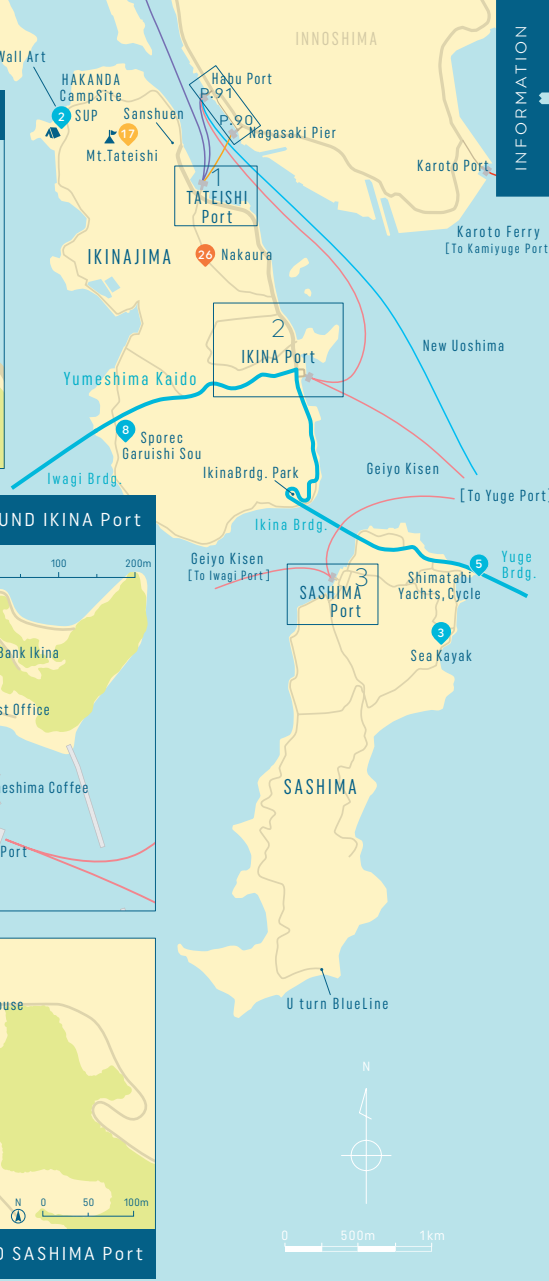 INNOSHIMA
INFORMATION
Wall Art
HAKANDA
CampSite
2
SUP
Sanshuen
17
Mt.Tateishi
Habu Port
P.91
P.90
Nagasaki Pier
Karoto Port
Karoto Ferry
[To Kamiyuge Port
1
TATEISHI
Port
IKINAJIMA
26
Nakaura
2
IKINA Port
New Uoshima
Yumeshima Kaido
8
Sporec
Garuishi Sou
Iwagi Brdg.
IkinaBrdg. Park
Geiyo Kisen
[To Yuge Port]
Ikina Brdg.
Geiyo Kisen
[To Iwagi Port]
3
SASHIMA
Port
Shimatabi
Yachts,Cycle
5
Yuge
Brdg.
3
Sea Kayak
UND IKINA Port
100
200m
Bank Ikina
st Office
eshima Coffee
Port
SASHIMA
U turn BlueLine
ouse
N
0
50
100m
SASHIMA Port
N
0
500m
1km